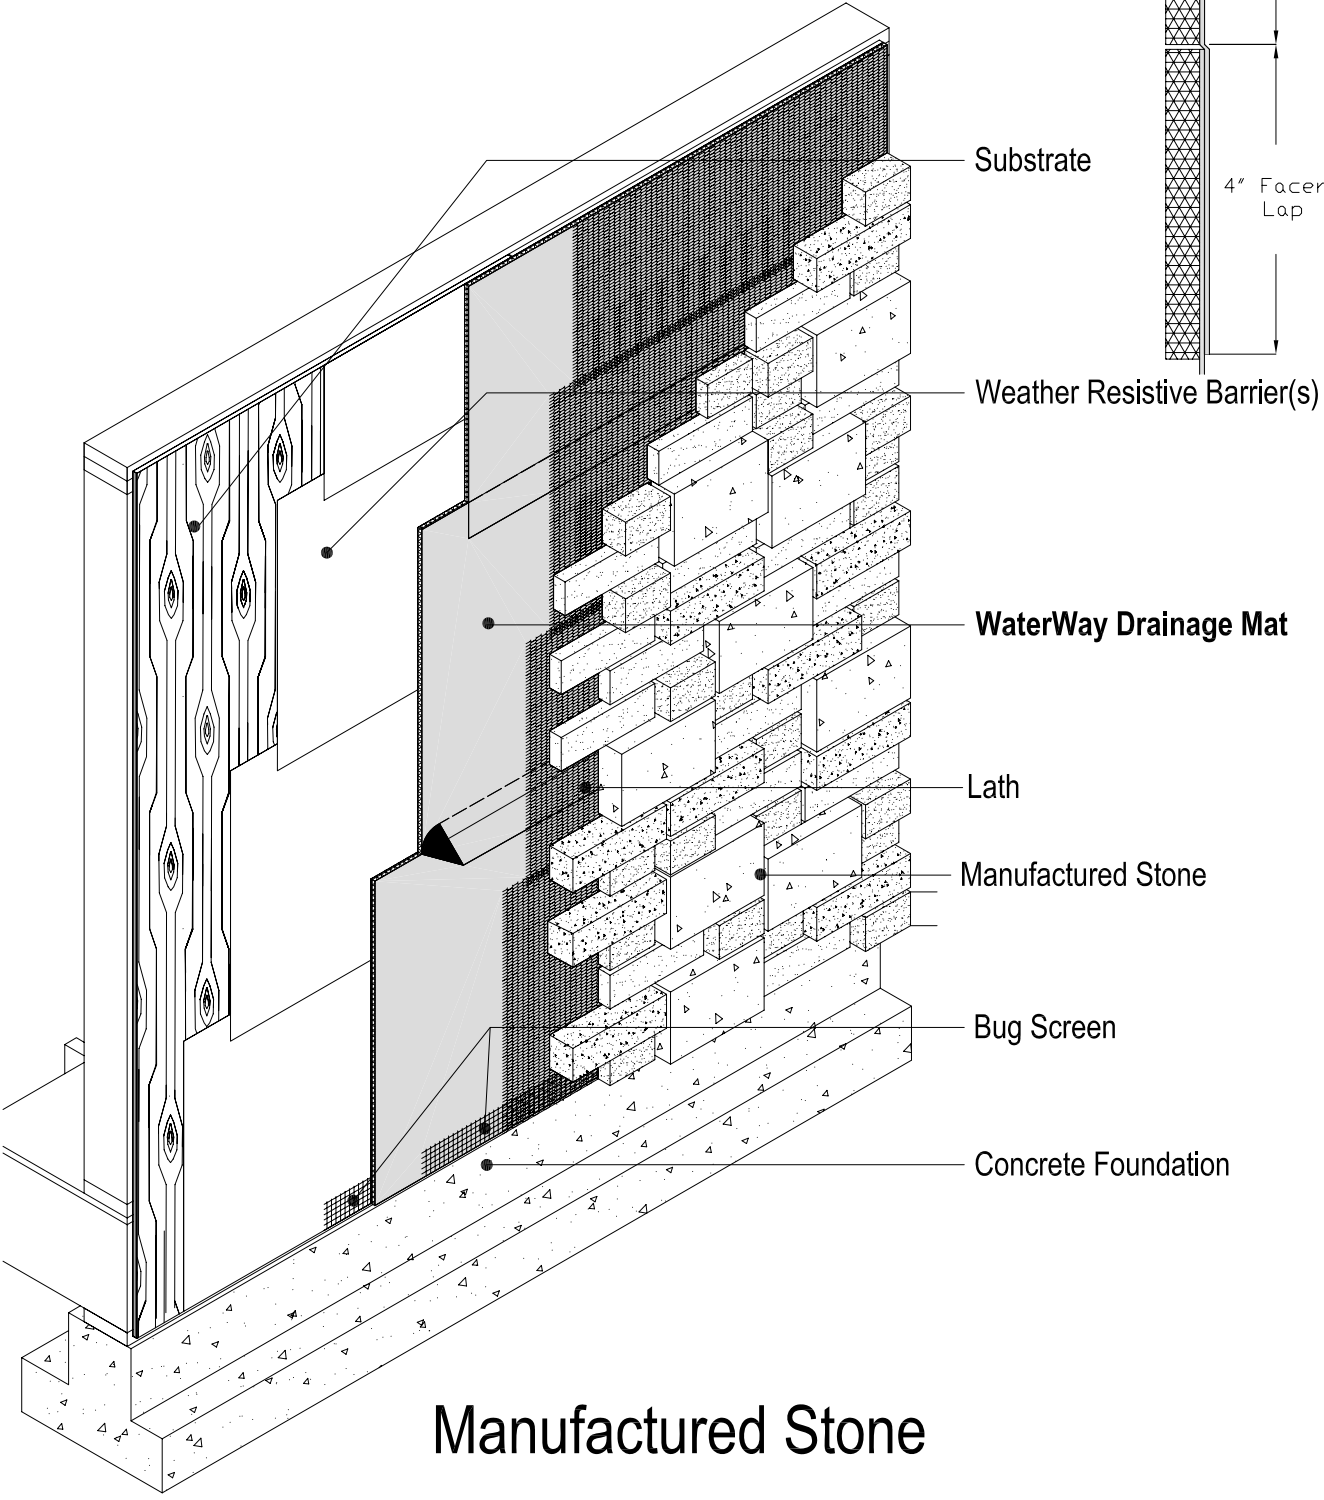 Substrate
4" Facer
Lap
Weather Resistive Barrier(s)
WaterWay Drainage Mat
Lath
Manufactured Stone
Bug Screen
Concrete Foundation
Manufactured Stone